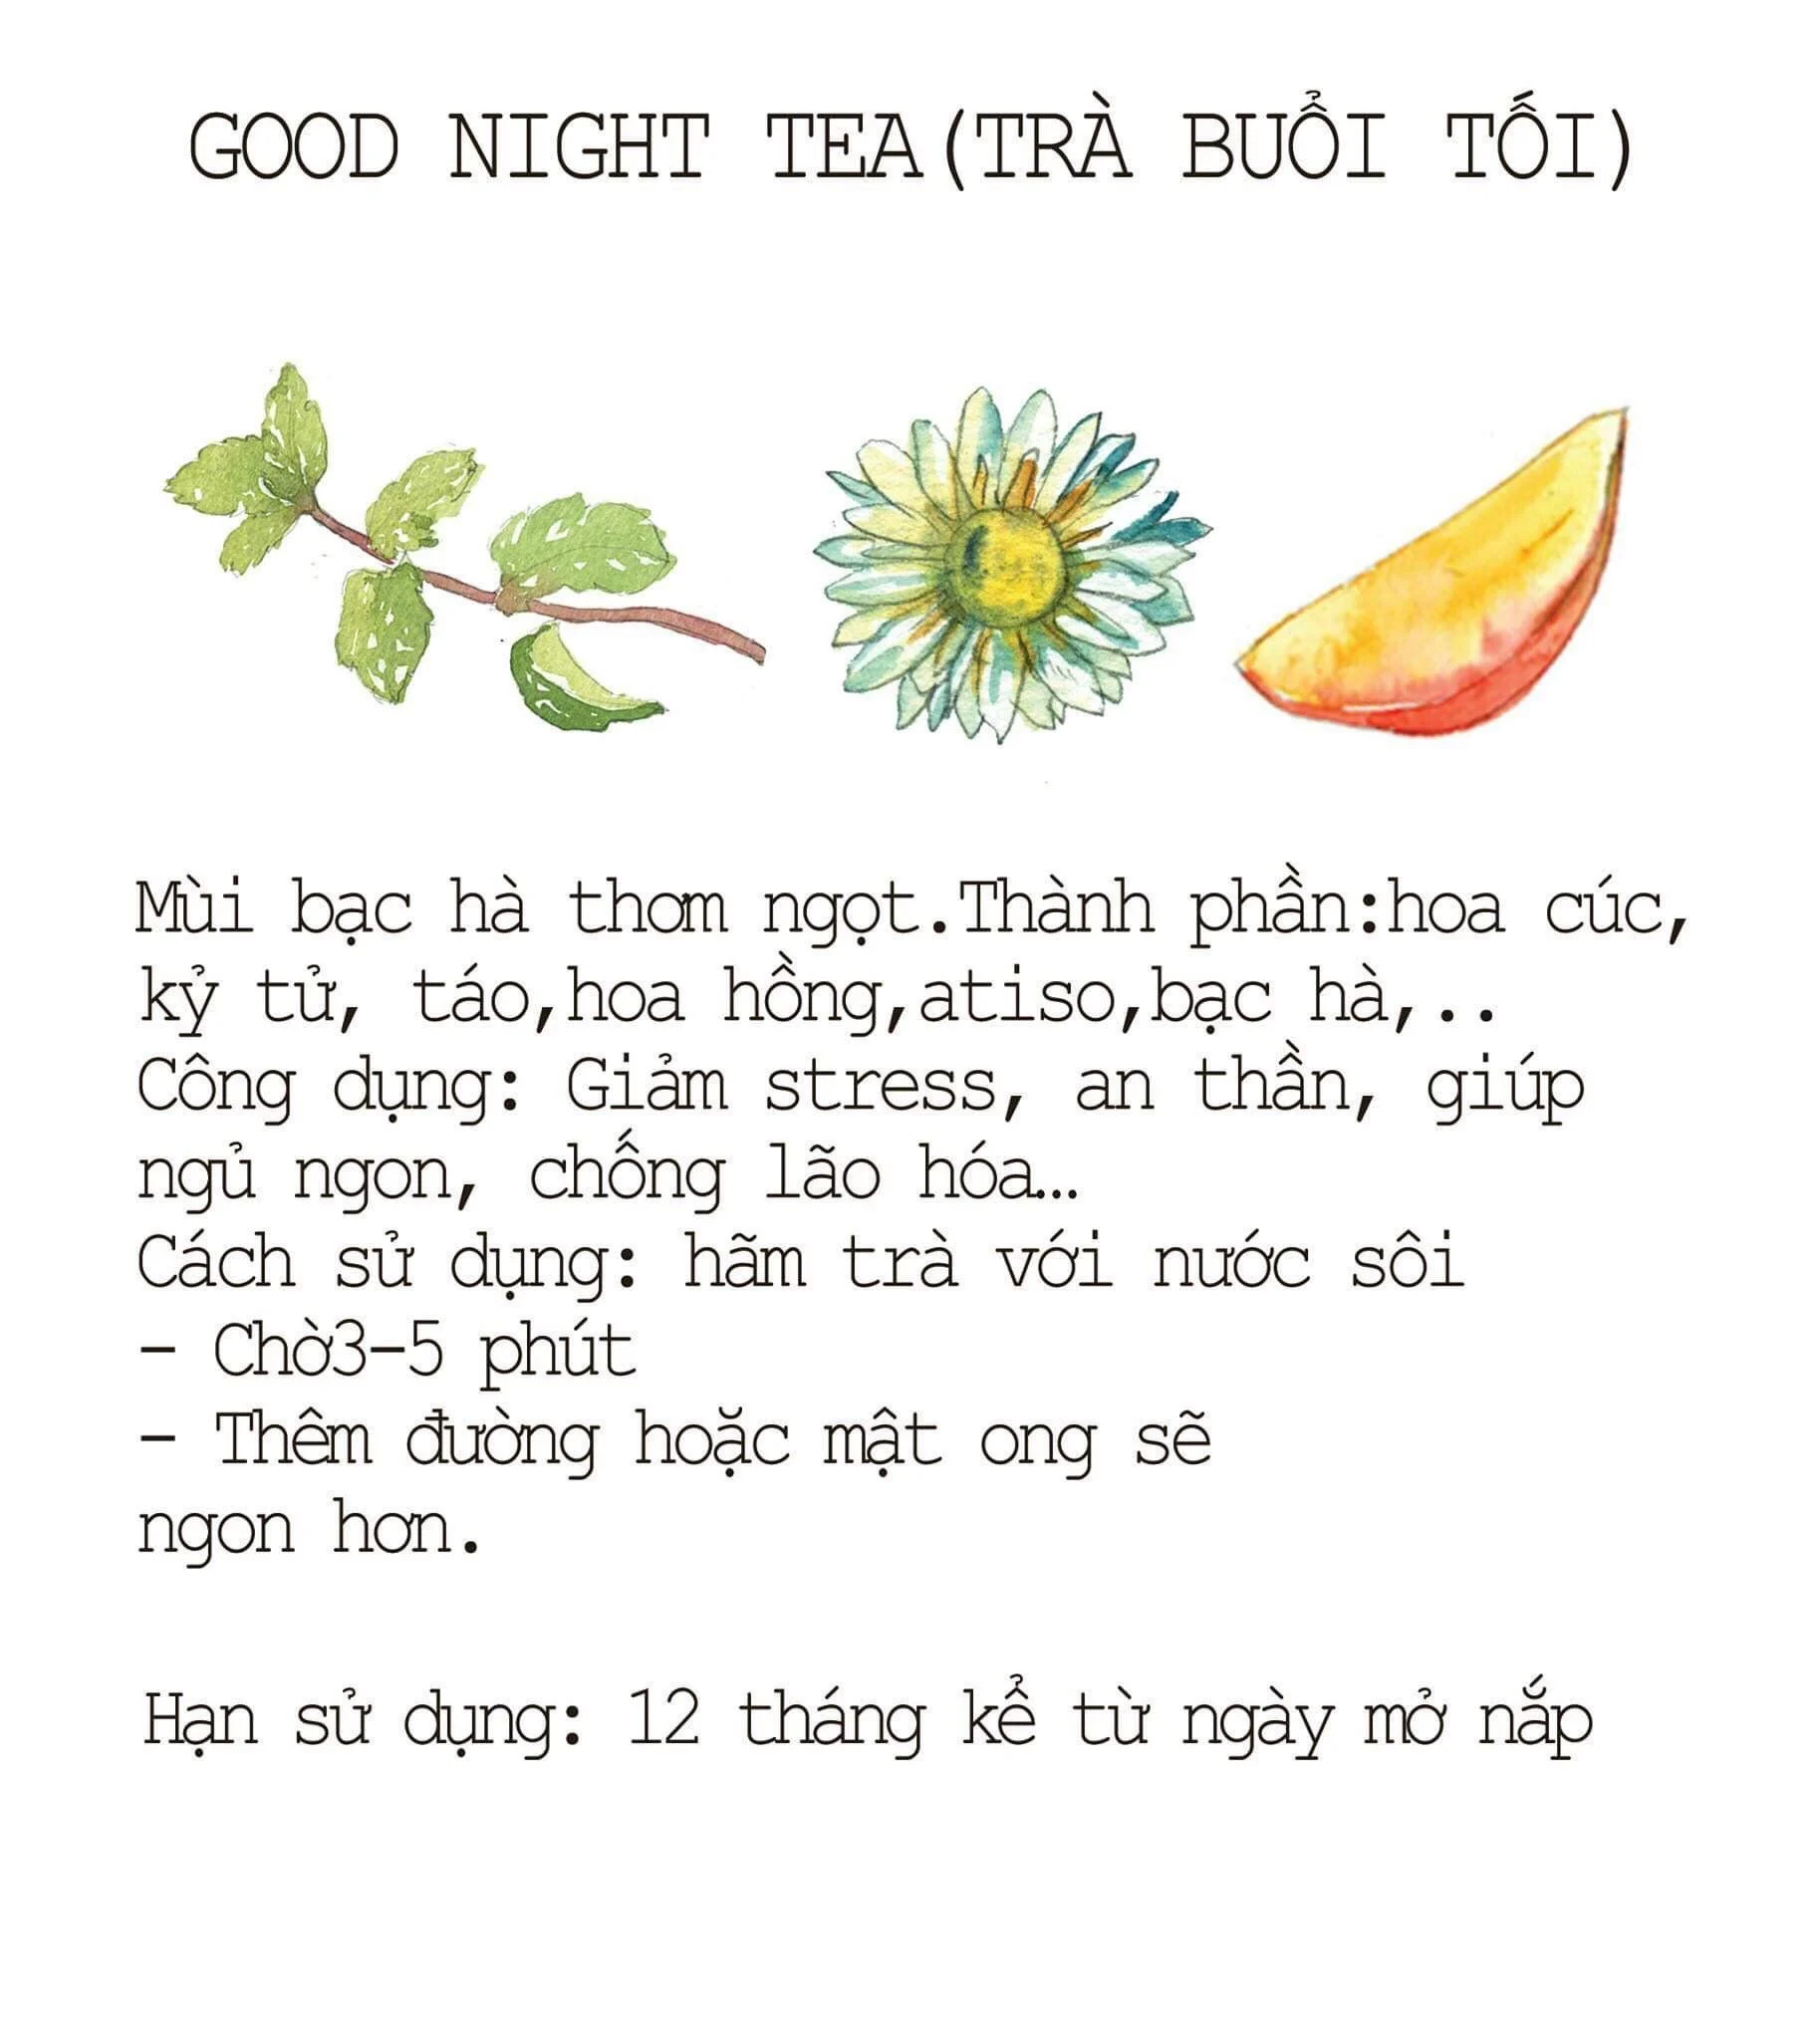 GOOD NIGHT TEA(TRÀ BUỔI TỐI)
Mùi bạc hà thơm ngọt.Thành phần:hoa cúc,
kỷ tử, táo,hoa hồng,atiso,bạc hà,..
Công dụng: Giảm stress, an thần, giúp
ngủ ngon, chống lão hóa…
Cách sử dụng: hãm trà với nước sôi
- Chờ3-5 phút
- Thêm đường hoặc mật ong sẽ
ngon hơn.
Hạn sử dụng: 12 tháng kể từ ngày mở nắp